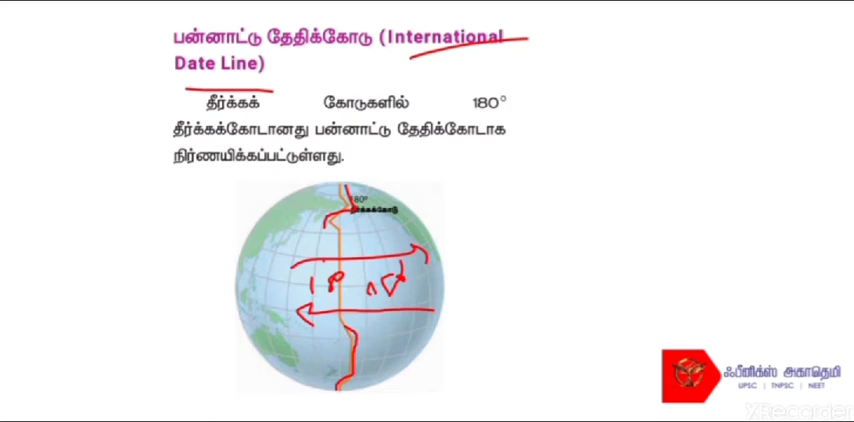 பன்னாட்டு தேதிக்கோடு (International
Date Line)
தீர்க்கக் கோடுகளில் 180°
தீர்க்கக்கோடானது பன்னாட்டு தேதிக்கோடாக
நிர்ணயிக்கப்பட்டுள்ளது.
180°
தீர்க்கக்கோடு
ஃபீனிக்ஸ் அகாதெமி
UPSC | TNPSC | NEET
XRecorder